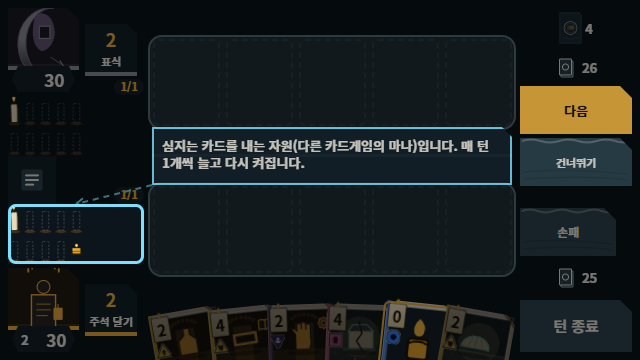 2
표식
30
1/1
4
26
다음
심지는 카드를 내는 자원(다른 카드게임의 마나)입니다. 매 턴
1개씩 늘고 다시 켜집니다.
건너뛰기
1/1
손패
25
2
주석 달기
2 30
턴 종료
2 4 2 4 0 2